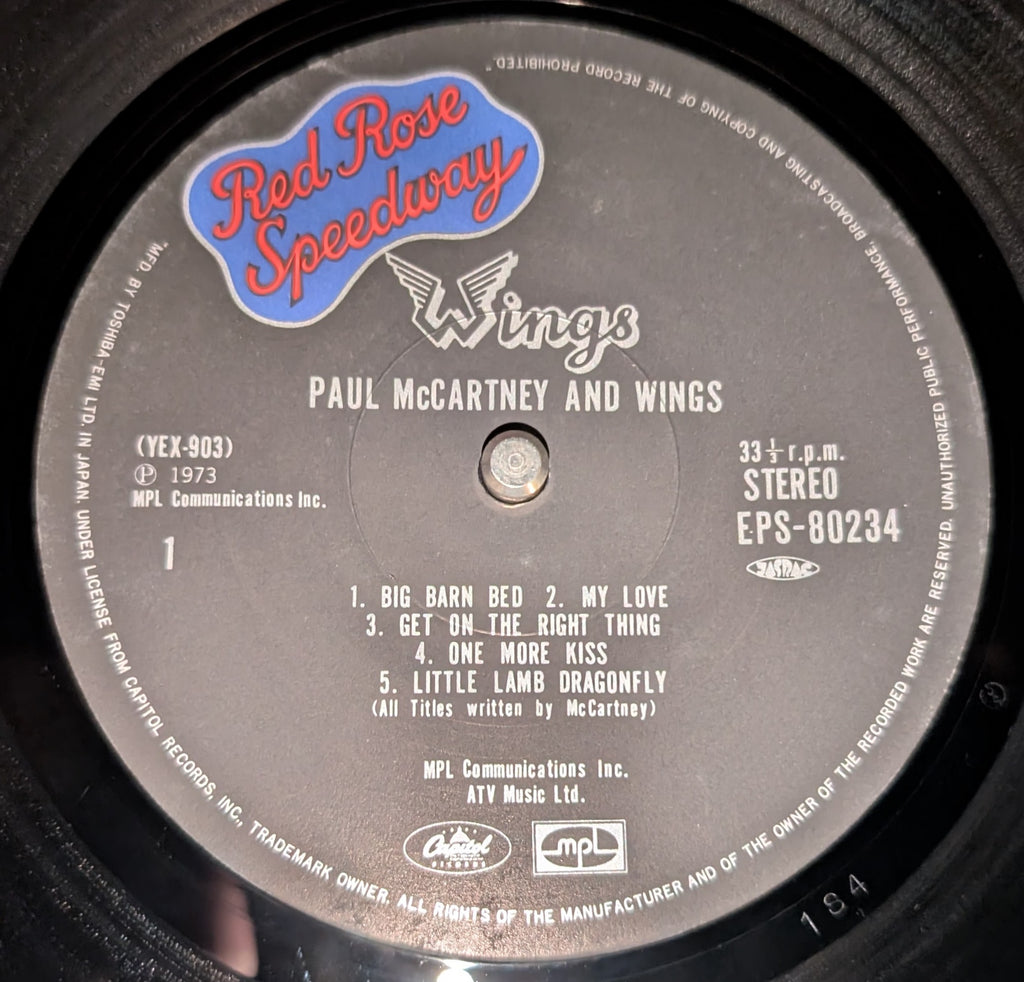 Red Rose
Speedway
Wings
PAUL McCARTNEY AND WINGS
(YEX-903)
℗ 1973
MPL Communications Inc.
1
33 1/3 r.p.m.
STEREO
EPS-80234
JASRAC
1. BIG BARN BED 2. MY LOVE
3. GET ON THE RIGHT THING
4. ONE MORE KISS
5. LITTLE LAMB DRAGONFLY
(All Titles written by McCartney)
MPL Communications Inc.
ATV Music Ltd.
Capitol
RECORDS
MPL
"MFD. BY TOSHIBA-EMI LTD. IN JAPAN, UNDER LICENSE FROM CAPITOL RECORDS, INC., TRADEMARK OWNER. ALL RIGHTS OF THE MANUFACTURER AND OF THE OWNER OF THE RECORDED WORK ARE RESERVED. UNAUTHORIZED PUBLIC PERFORMANCE, BROADCASTING AND COPYING OF THE RECORD PROHIBITED."
184